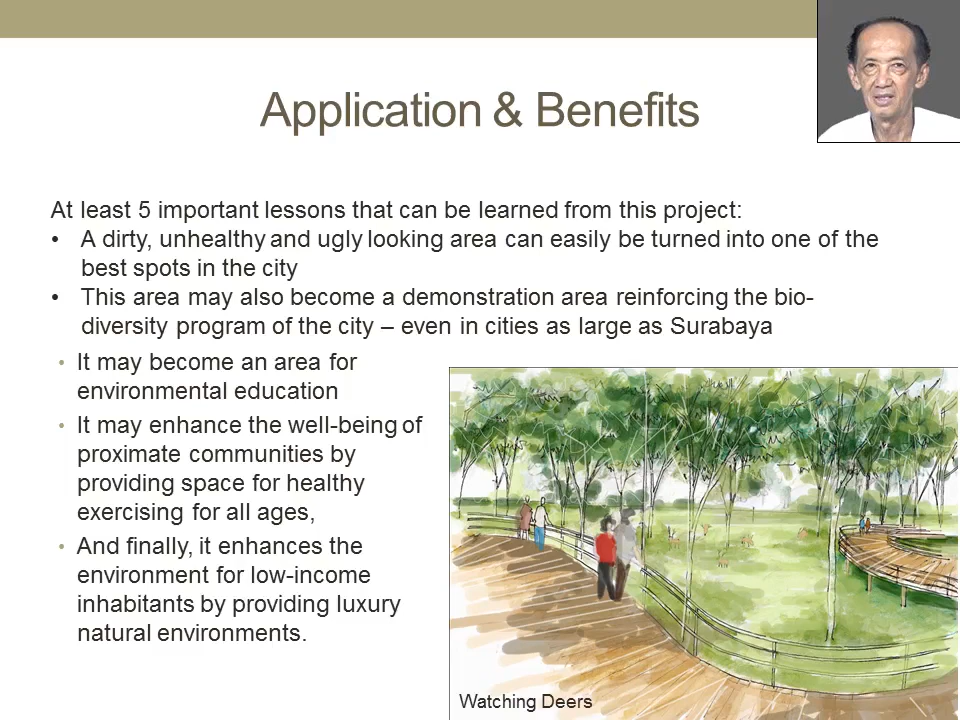 Application & Benefits
At least 5 important lessons that can be learned from this project:
• A dirty, unhealthy and ugly looking area can easily be turned into one of the
best spots in the city
• This area may also become a demonstration area reinforcing the bio-
diversity program of the city – even in cities as large as Surabaya
• It may become an area for
environmental education
• It may enhance the well-being of
proximate communities by
providing space for healthy
exercising for all ages,
• And finally, it enhances the
environment for low-income
inhabitants by providing luxury
natural environments.
Watching Deers